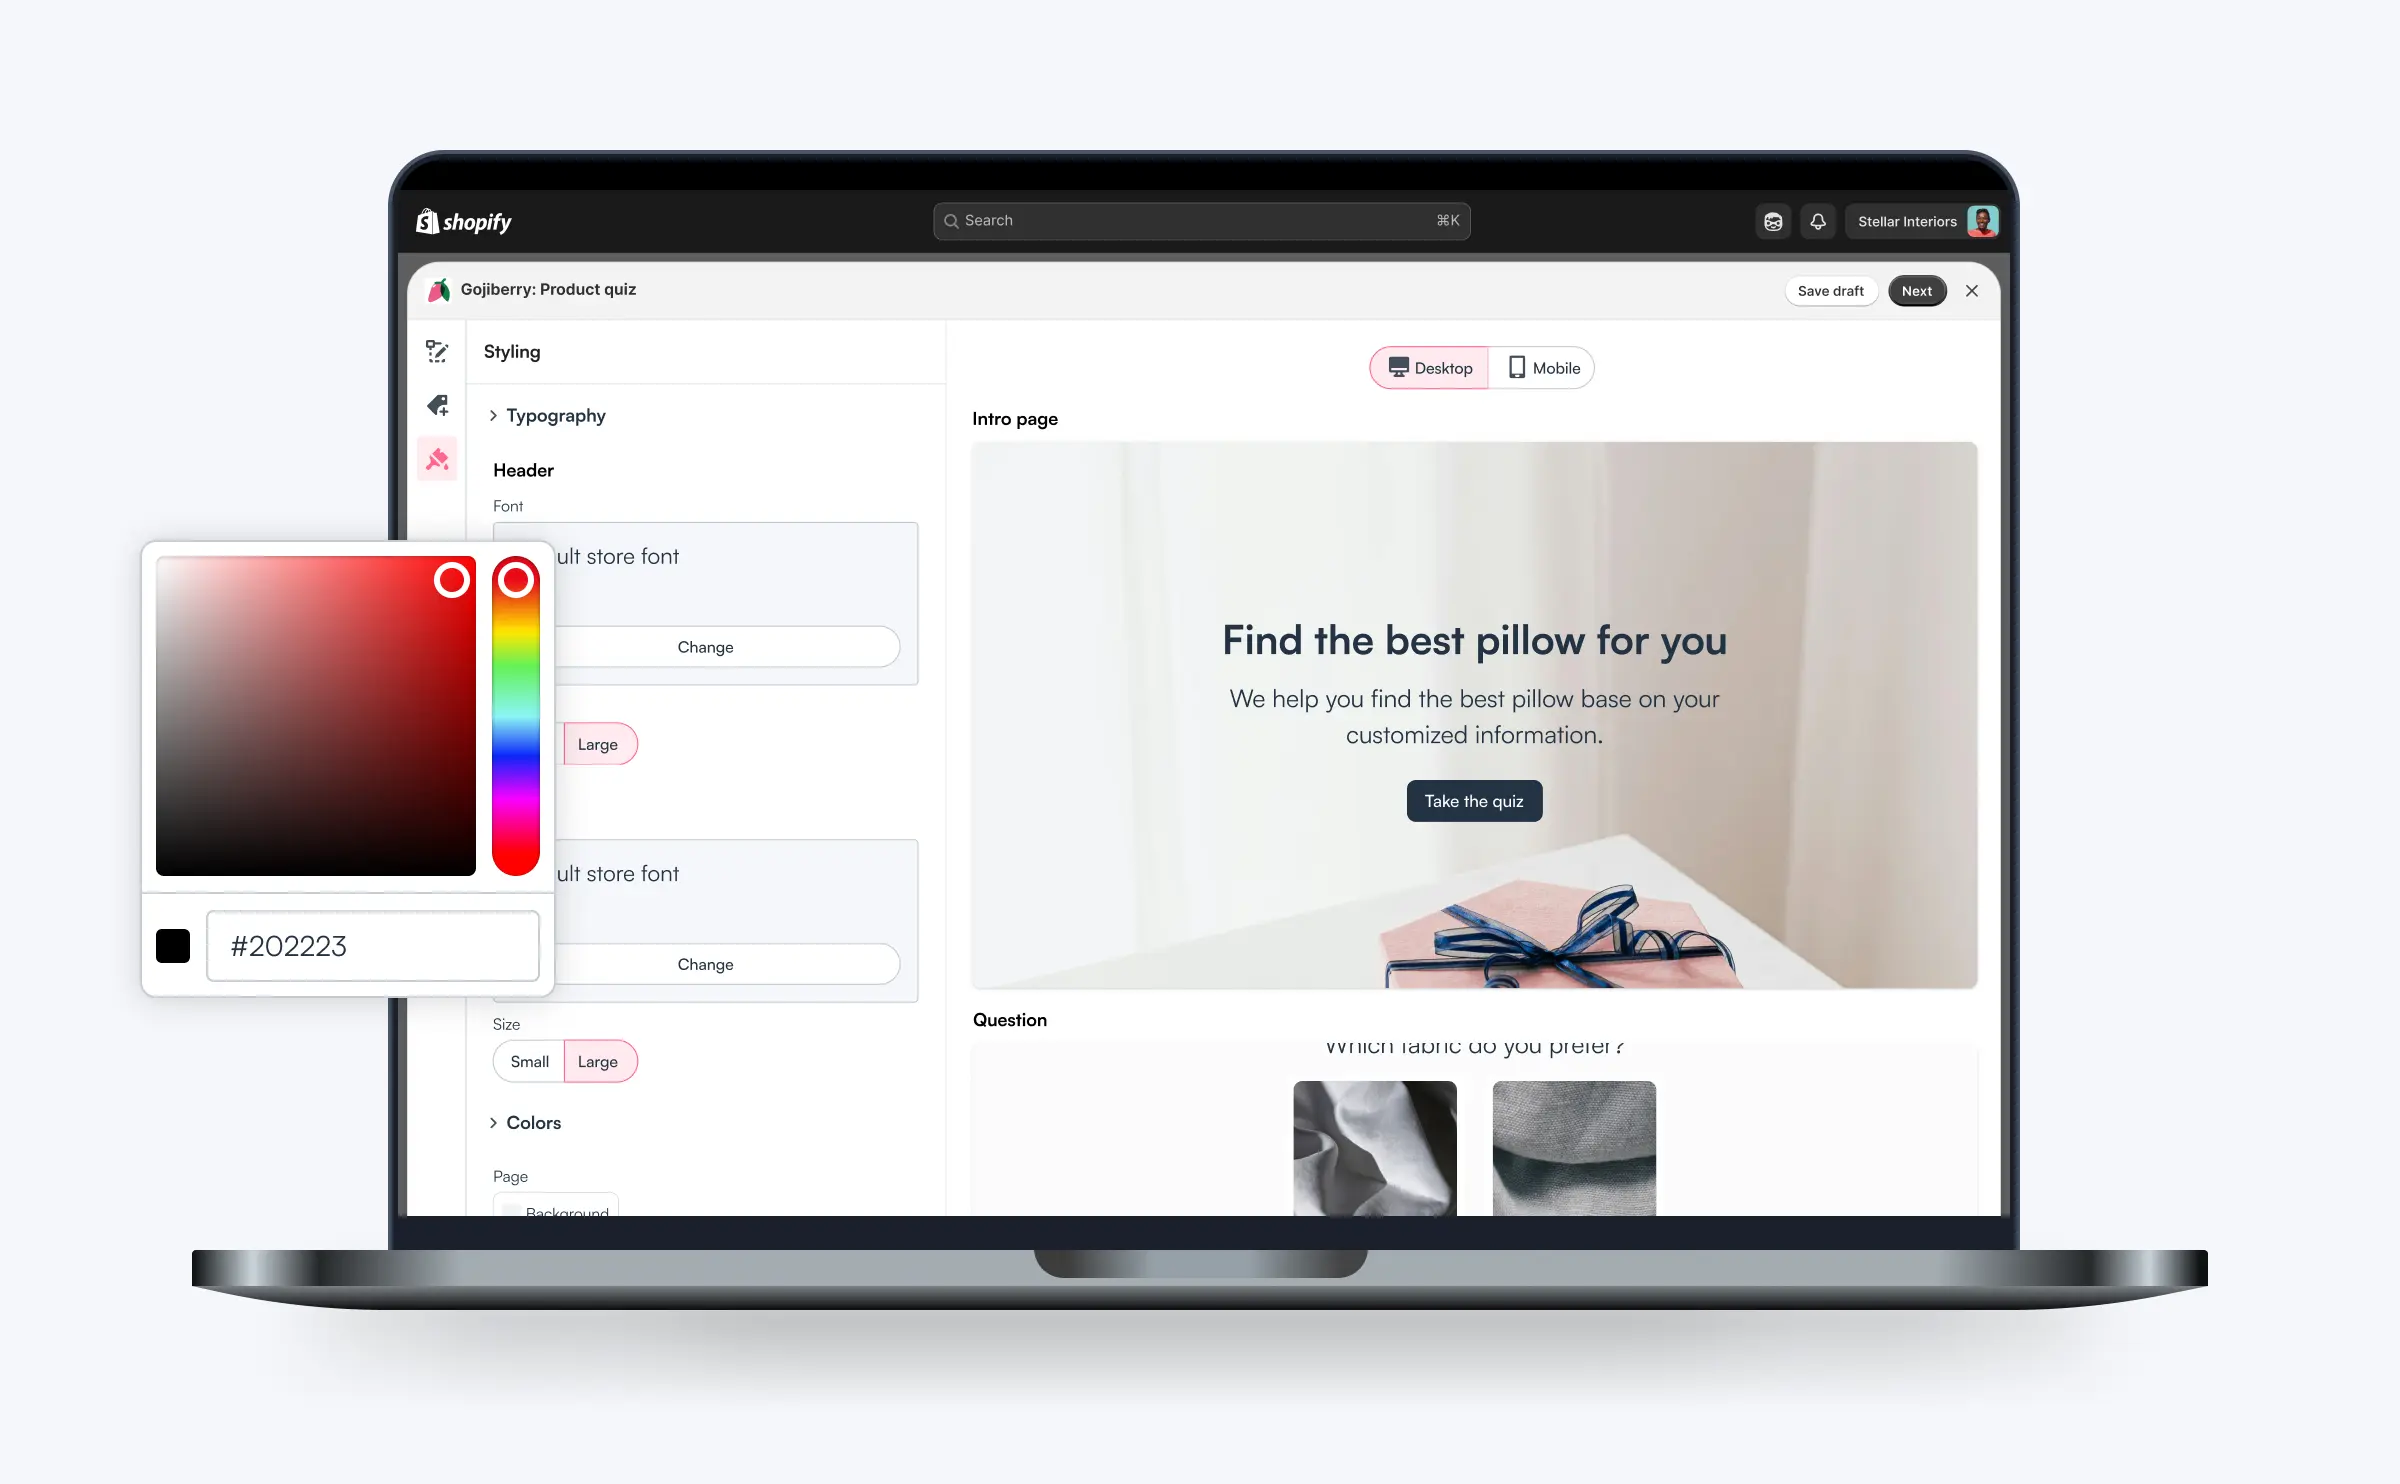 shopify
Search
⌘K
Stellar Interiors
Gojiberry: Product quiz
Save draft
Next
Styling
Typography
Header
Font
ult store font
Change
Large
ult store font
Change
Size
Small
Large
Colors
Page
Background
#202223
Desktop
Mobile
Intro page
Find the best pillow for you
We help you find the best pillow base on your
customized information.
Take the quiz
Question
Which fabric do you prefer?